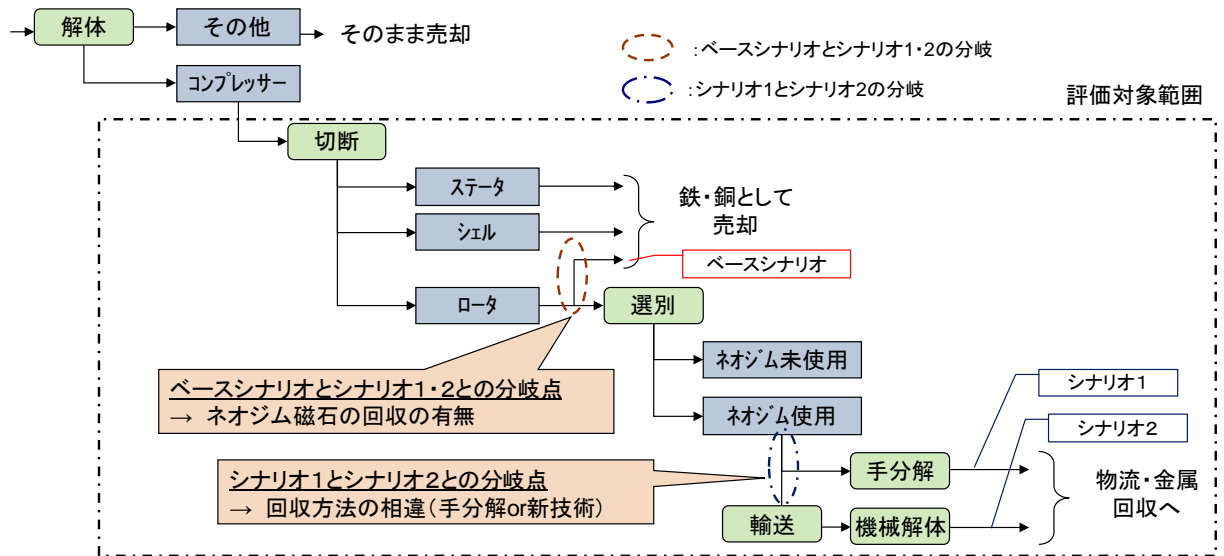 解体
その他
そのまま売却
コンプレッサー
：ベースシナリオとシナリオ1・2の分岐
：シナリオ1とシナリオ2の分岐
評価対象範囲
切断
ステータ
シェル
鉄・銅として
売却
ベースシナリオ
ロータ
選別
ネオジム未使用
ベースシナリオとシナリオ1・2との分岐点
→ ネオジム磁石の回収の有無
ネオジム使用
シナリオ1
シナリオ2
シナリオ1とシナリオ2との分岐点
→ 回収方法の相違（手分解or新技術）
手分解
物流・金属
回収へ
輸送
機械解体